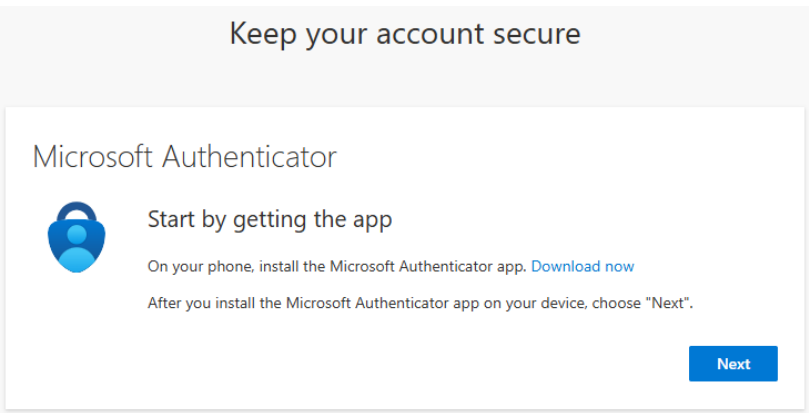 Keep your account secure
Microsoft Authenticator
Start by getting the app
On your phone, install the Microsoft Authenticator app. Download now
After you install the Microsoft Authenticator app on your device, choose "Next".
Next